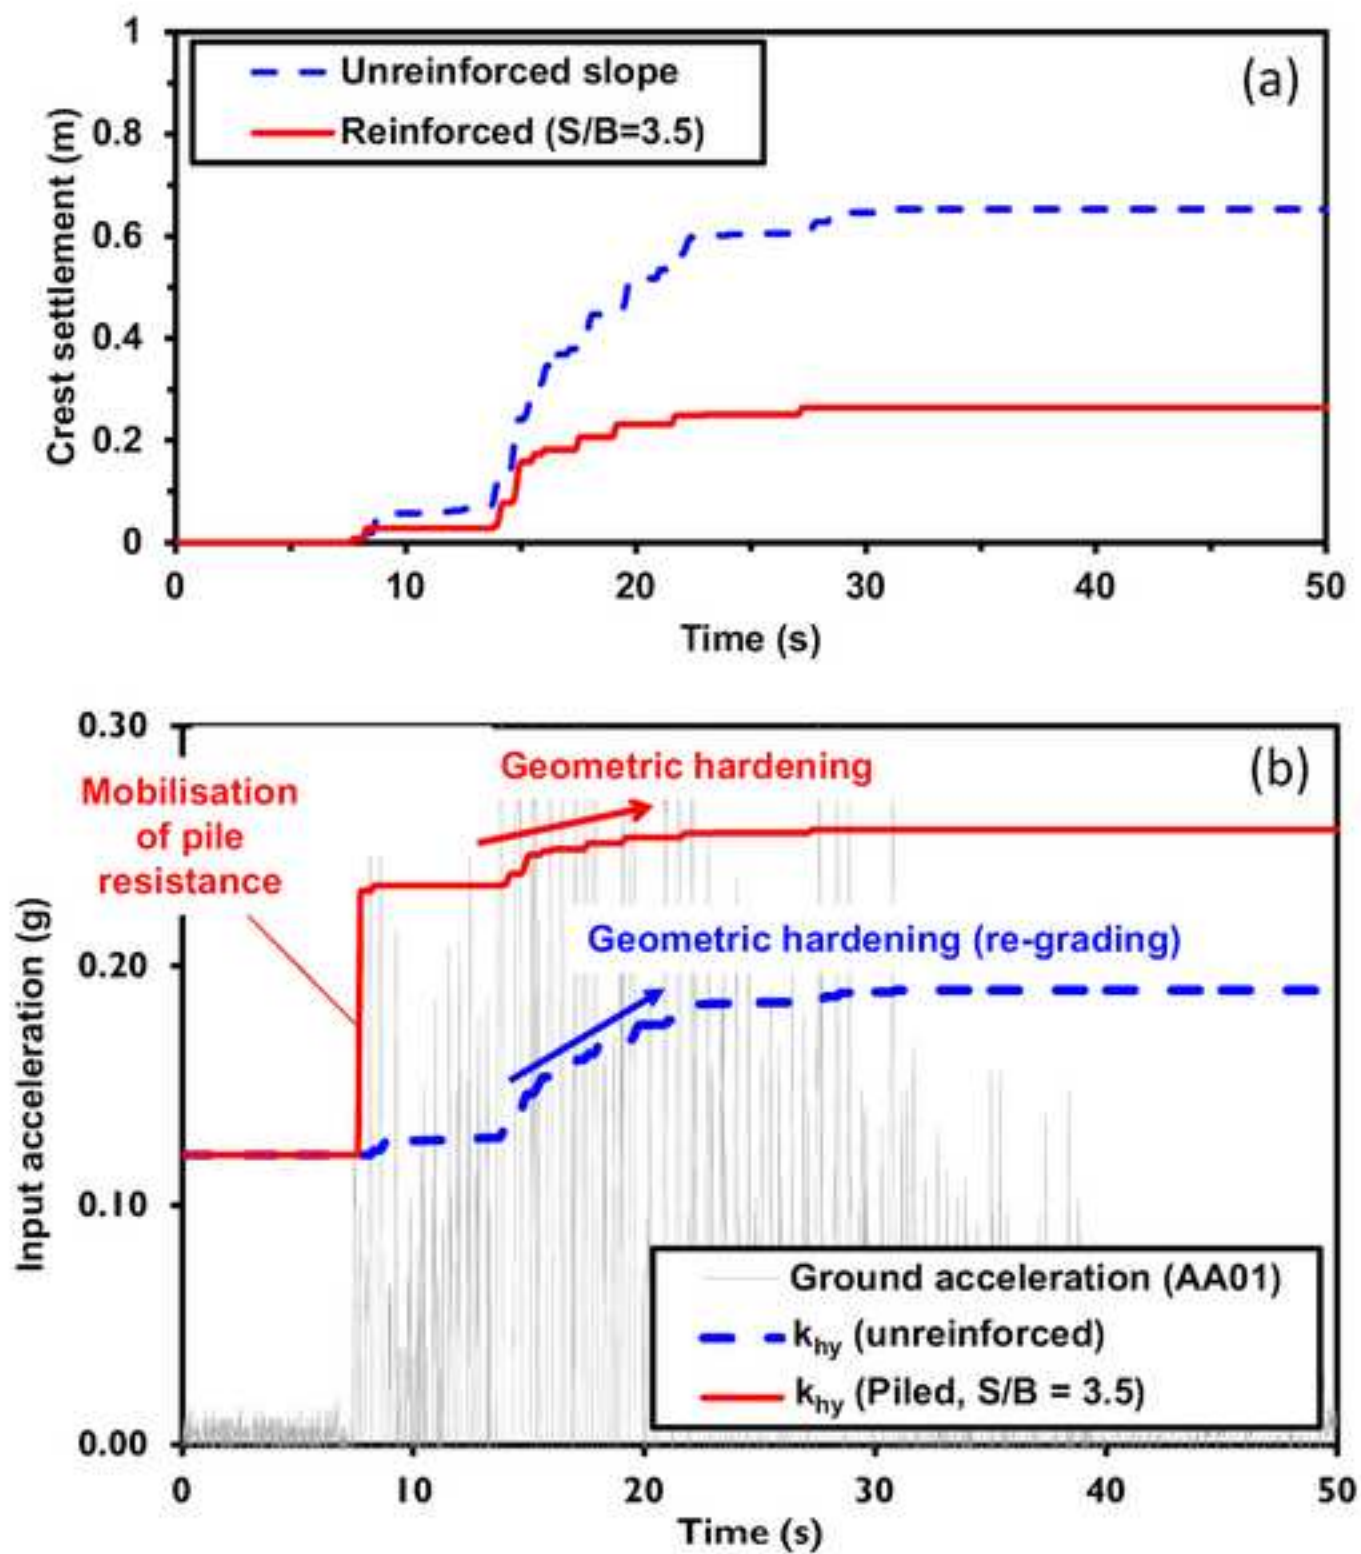 1
0.8
0.6
0.4
0.2
0
Crest settlement (m)
Unreinforced slope
Reinforced (S/B=3.5)
(a)
0 10 20 30 40 50
Time (s)
0.30
0.20
0.10
0.00
Input acceleration (g)
Mobilisation
of pile
resistance
Geometric hardening
(b)
Geometric hardening (re-grading)
Ground acceleration (AA01)
khy (unreinforced)
khy (Piled, S/B = 3.5)
0 10 20 30 40 50
Time (s)